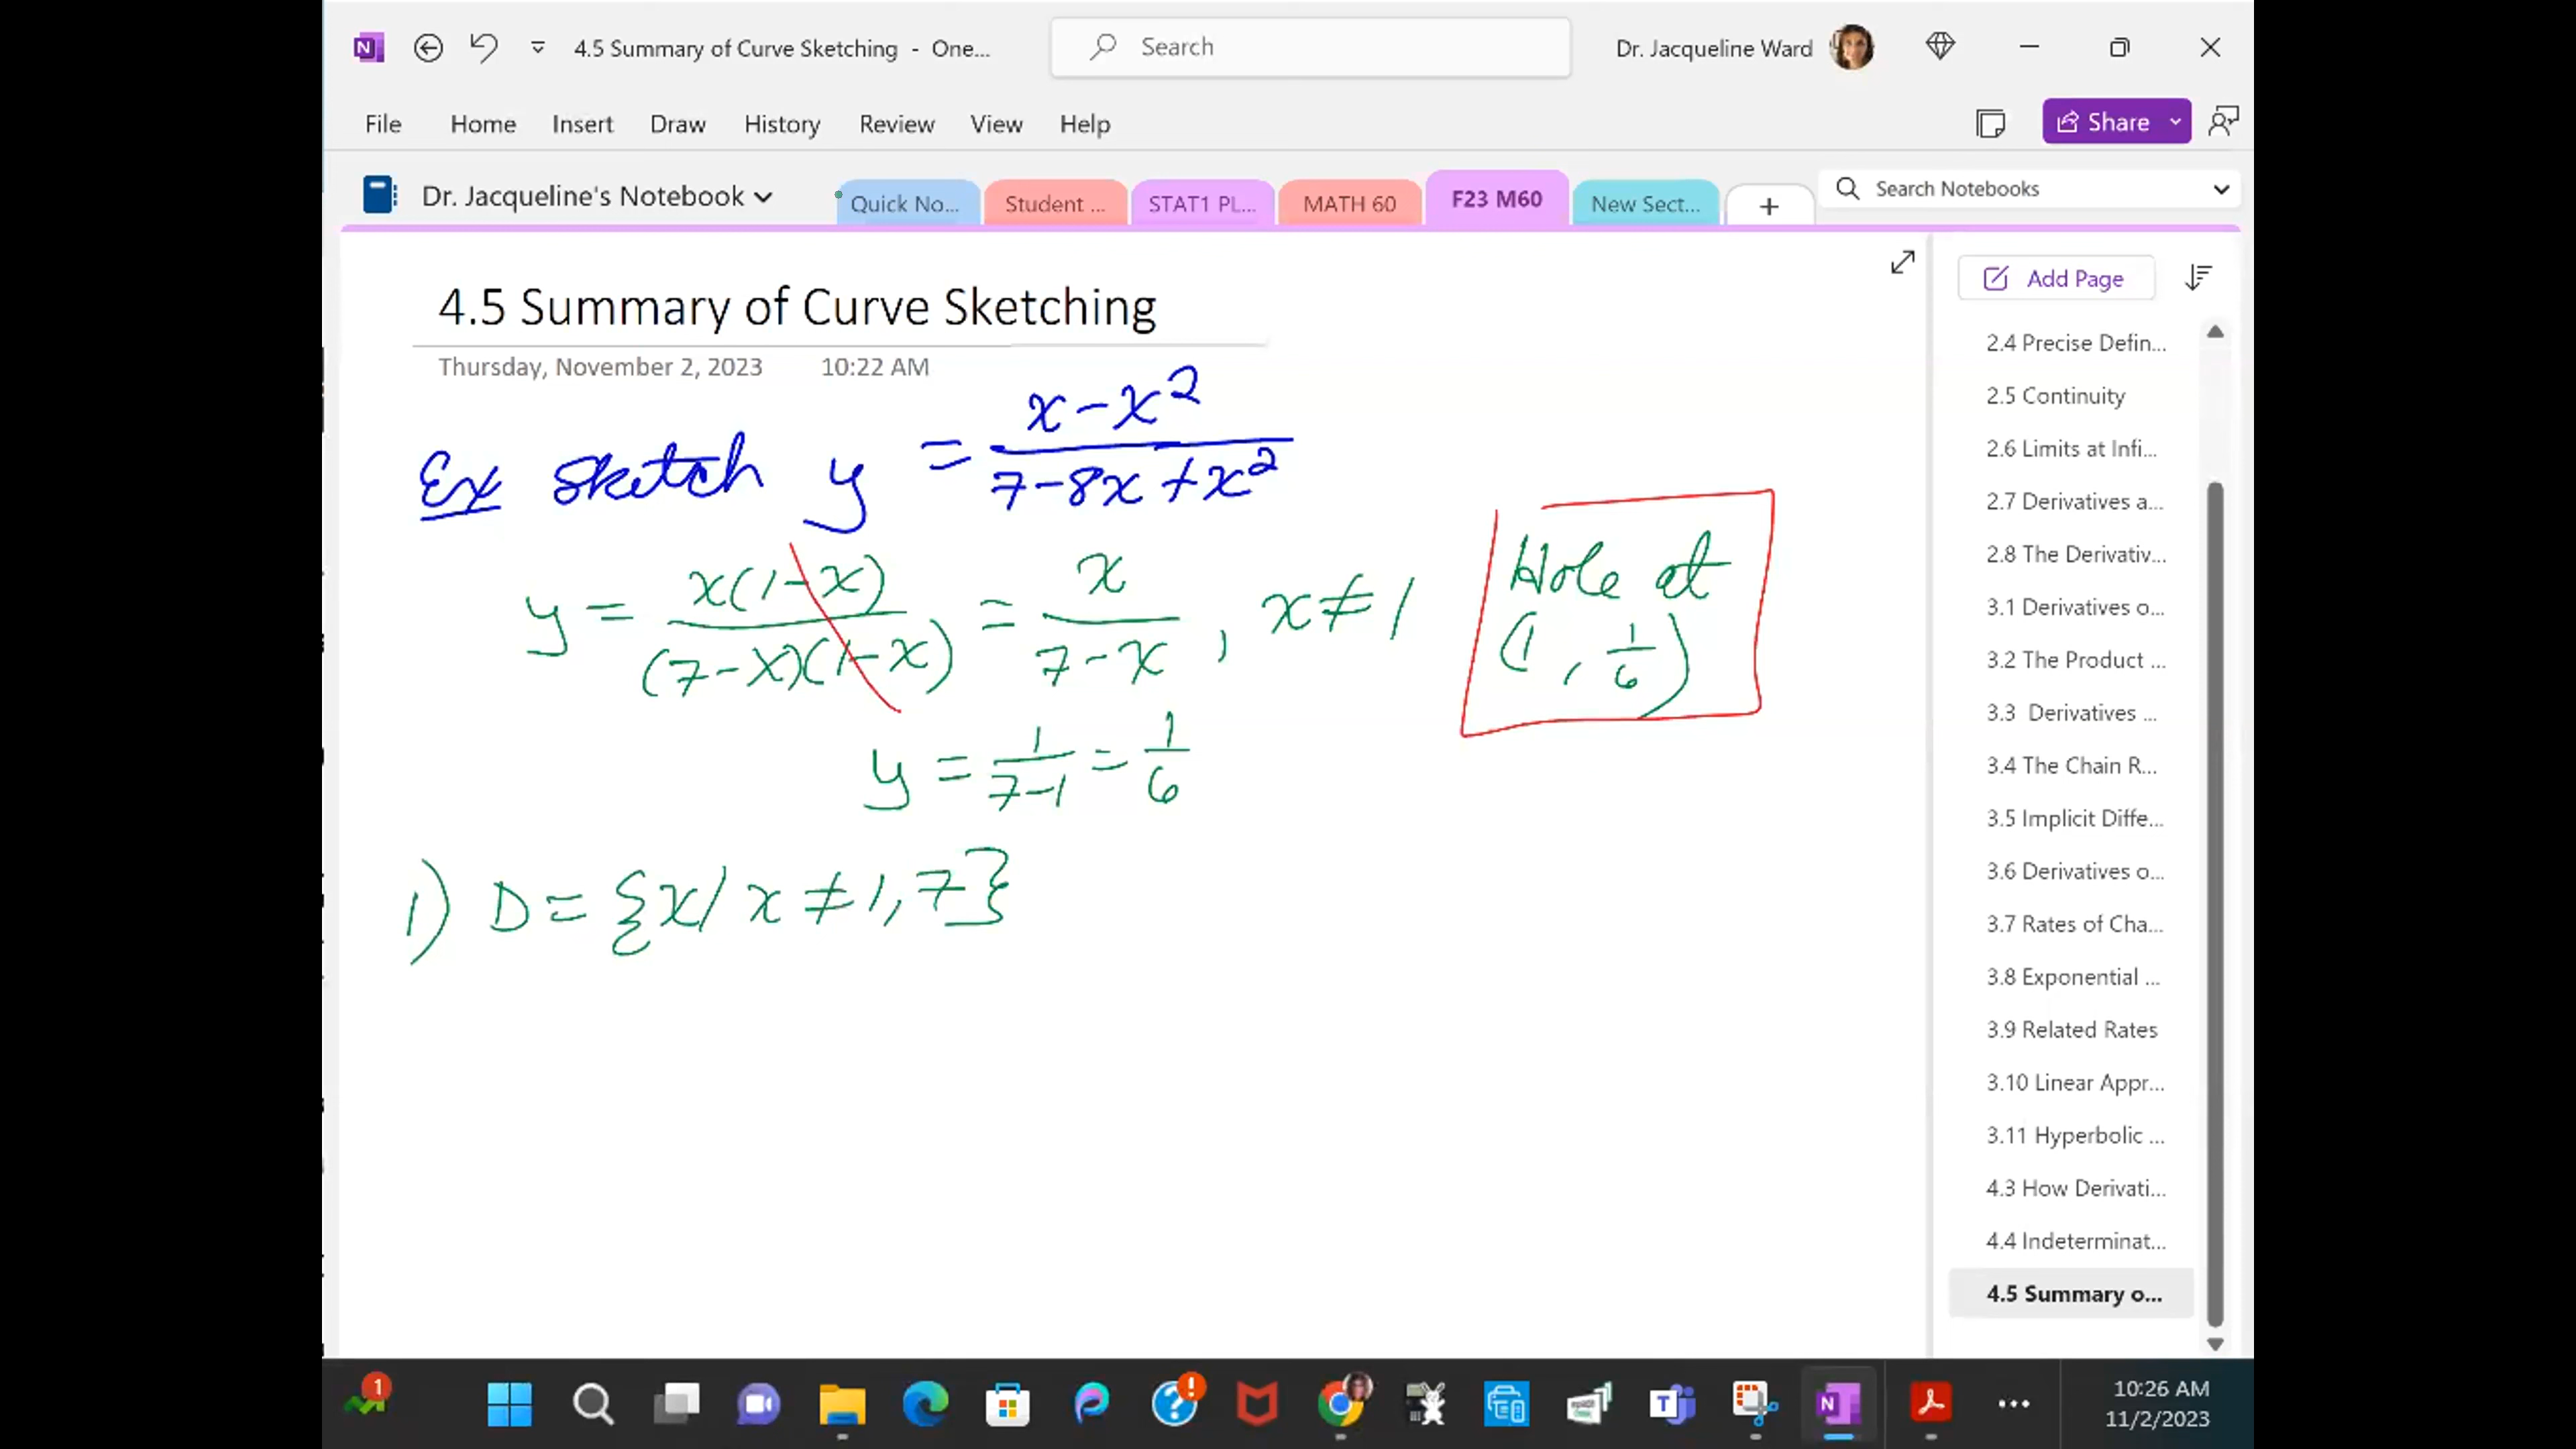 4.5 Summary of Curve Sketching - One...
Search
Dr. Jacqueline Ward
File Home Insert Draw History Review View Help
Share
Dr. Jacqueline's Notebook
Quick No...
Student ...
STAT1 PL...
MATH 60
F23 M60
New Sect...
+
Search Notebooks
4.5 Summary of Curve Sketching
Thursday, November 2, 2023 10:22 AM
Ex sketch y = (x-x²)/(7-8x+x²)
y = x(1-x)/((7-x)(1-x)) = x/(7-x), x≠1
Hole at
(1, 1/6)
y = 1/(7-1) = 1/6
1) D = {x/ x ≠ 1, 7}
Add Page
2.4 Precise Defin...
2.5 Continuity
2.6 Limits at Infi...
2.7 Derivatives a...
2.8 The Derivativ...
3.1 Derivatives o...
3.2 The Product ...
3.3 Derivatives ...
3.4 The Chain R...
3.5 Implicit Diffe...
3.6 Derivatives o...
3.7 Rates of Cha...
3.8 Exponential ...
3.9 Related Rates
3.10 Linear Appr...
3.11 Hyperbolic ...
4.3 How Derivati...
4.4 Indeterminat...
4.5 Summary o...
1
10:26 AM
11/2/2023